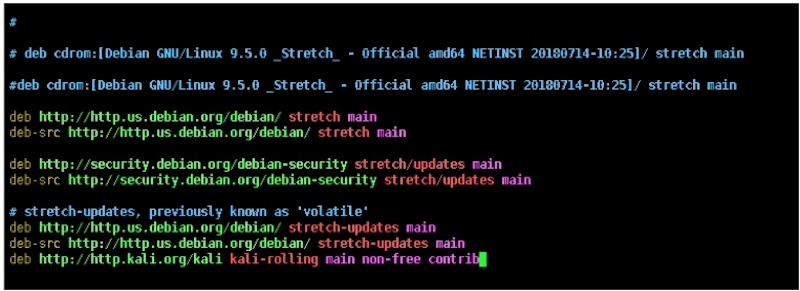 #
# deb cdrom:[Debian GNU/Linux 9.5.0 _Stretch_ - Official amd64 NETINST 20180714-10:25]/ stretch main
#deb cdrom:[Debian GNU/Linux 9.5.0 _Stretch_ - Official amd64 NETINST 20180714-10:25]/ stretch main
deb http://http.us.debian.org/debian/ stretch main
deb-src http://http.us.debian.org/debian/ stretch main
deb http://security.debian.org/debian-security stretch/updates main
deb-src http://security.debian.org/debian-security stretch/updates main
# stretch-updates, previously known as 'volatile'
deb http://http.us.debian.org/debian/ stretch-updates main
deb-src http://http.us.debian.org/debian/ stretch-updates main
deb http://http.kali.org/kali kali-rolling main non-free contrib